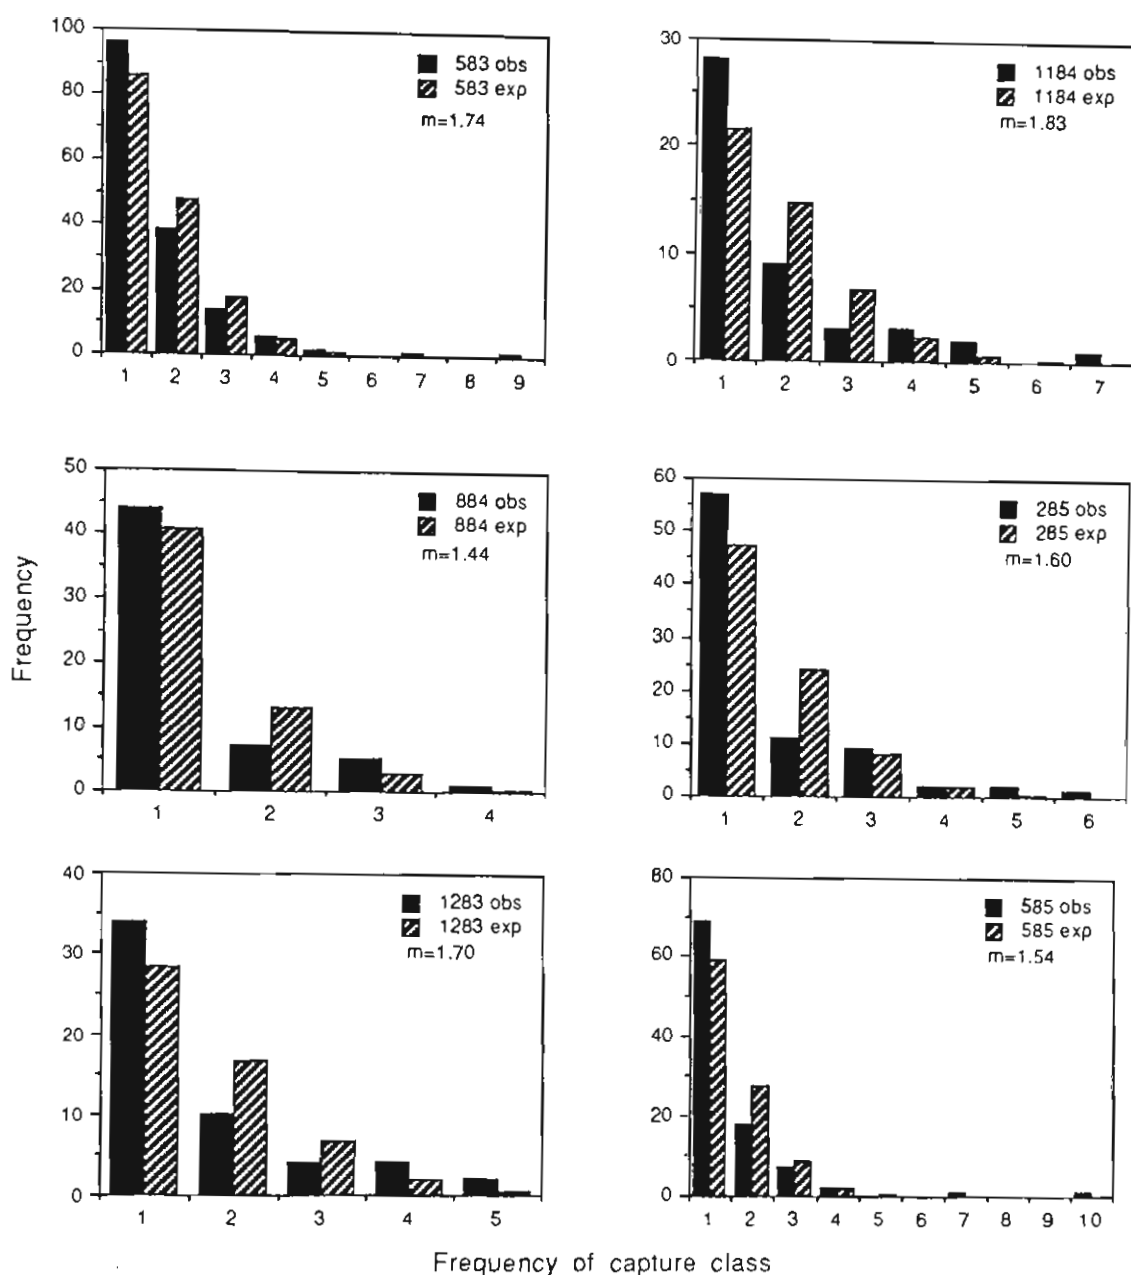 100
80
60
40
20
0
583 obs
583 exp
m=1.74
1 2 3 4 5 6 7 8 9
30
20
10
0
1184 obs
1184 exp
m=1.83
1 2 3 4 5 6 7
Frequency
50
40
30
20
10
0
884 obs
884 exp
m=1.44
1 2 3 4
60
50
40
30
20
10
0
285 obs
285 exp
m=1.60
1 2 3 4 5 6
40
30
20
10
0
1283 obs
1283 exp
m=1.70
1 2 3 4 5
80
60
40
20
0
585 obs
585 exp
m=1.54
1 2 3 4 5 6 7 8 9 10
Frequency of capture class